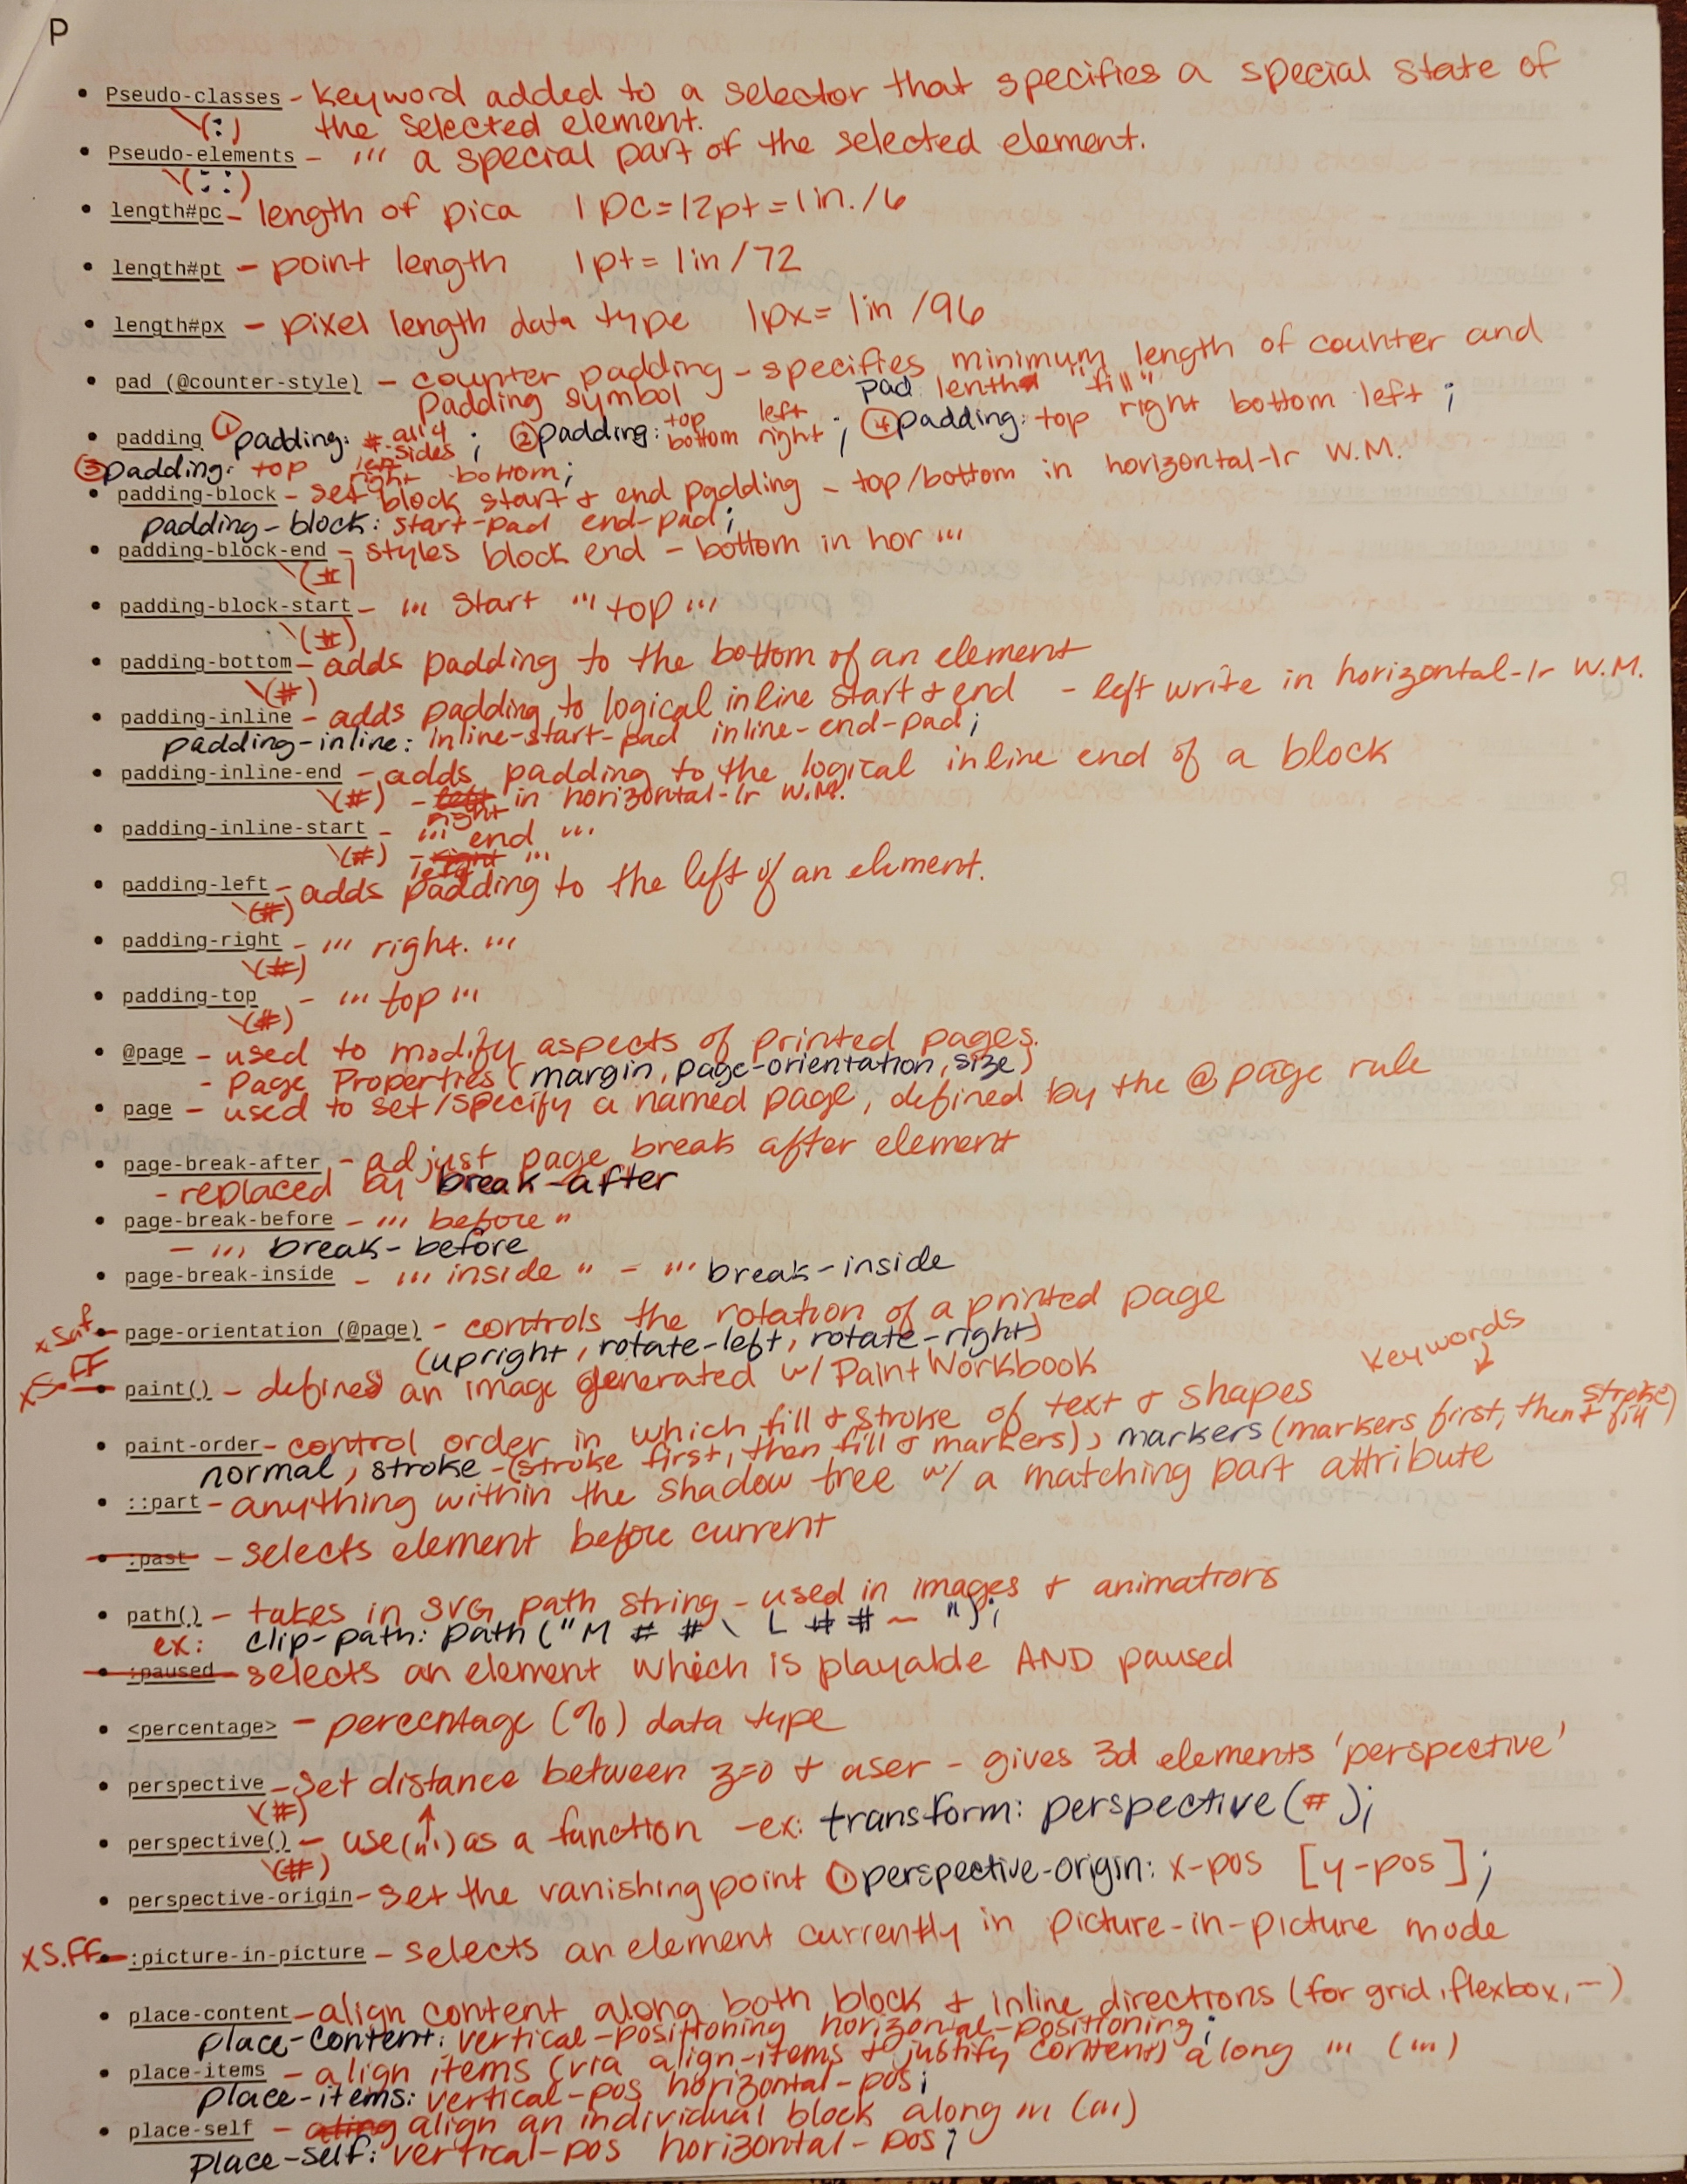 P
• Pseudo-classes - keyword added to a selector that specifies a special state of
(:) the selected element.
• Pseudo-elements - ''' a special part of the selected element.
(::)
• length#pc - length of pica 1pc=12pt=1in./6
• length#pt - point length 1pt= 1in/72
• length#px - pixel length data type 1px= 1in/96
• pad (@counter-style) - counter padding - specifies minimum length of counter and
padding symbol pad: length "fill"
• padding ① padding: # all 4 sides ; ② padding: top bottom left right ; ④ padding: top right bottom left ;
③ padding: top left right bottom;
• padding-block - set block start & end padding - top/bottom in horizontal-lr W.M.
padding-block: start-pad end-pad;
• padding-block-end - styles block end - bottom in hor '''
(#)
• padding-block-start - ''' start ''' top '''
(#)
• padding-bottom - adds padding to the bottom of an element
(#)
• padding-inline - adds padding to logical inline start & end - left write in horizontal-lr W.M.
padding-inline: inline-start-pad inline-end-pad;
• padding-inline-end - adds padding to the logical inline end of a block
(#) - left right in horizontal-lr W.M.
• padding-inline-start - ''' end '''
(#) - right left '''
• padding-left - adds padding to the left of an element.
(#)
• padding-right - ''' right. '''
(#)
• padding-top - ''' top '''
(#)
• @page - used to modify aspects of printed pages.
- Page Properties (margin, page-orientation, size)
• page - used to set/specify a named page, defined by the @page rule
• page-break-after - adjust page break after element
- replaced by break-after
• page-break-before - ''' before "
- ''' break-before
• page-break-inside - ''' inside " - ''' break-inside
x Saf. • page-orientation (@page) - controls the rotation of a printed page
(upright, rotate-left, rotate-right)
Keywords
xS.FF • paint() - defines an image generated w/ Paint Workbook
• paint-order - control order in which fill & stroke of text & shapes
normal, stroke - (stroke first, then fill & markers), markers (markers first, then stroke & fill)
• ::part - anything within the shadow tree w/ a matching part attribute
• :past - selects element before current
• path() - takes in SVG path string - used in images & animations
ex: clip-path: path ("M # # \ L # # ~ ");
• :paused - selects an element which is playable AND paused
• <percentage> - percentage (%) data type
• perspective - set distance between z=0 & user - gives 3d elements 'perspective'
(#)
• perspective() - use (''') as a function - ex: transform: perspective(#);
(#)
• perspective-origin - set the vanishing point ① perspective-origin: x-pos [y-pos];
xS.FF • :picture-in-picture - selects an element currently in picture-in-picture mode
• place-content - align content along both block & inline directions (for grid, flexbox, ~)
place-content: vertical-positioning horizontal-positioning;
• place-items - align items (via align-items & justify content) along ''' (''')
place-items: vertical-pos horizontal-pos;
• place-self - aling align an individual block along ''' (''')
place-self: vertical-pos horizontal-pos;